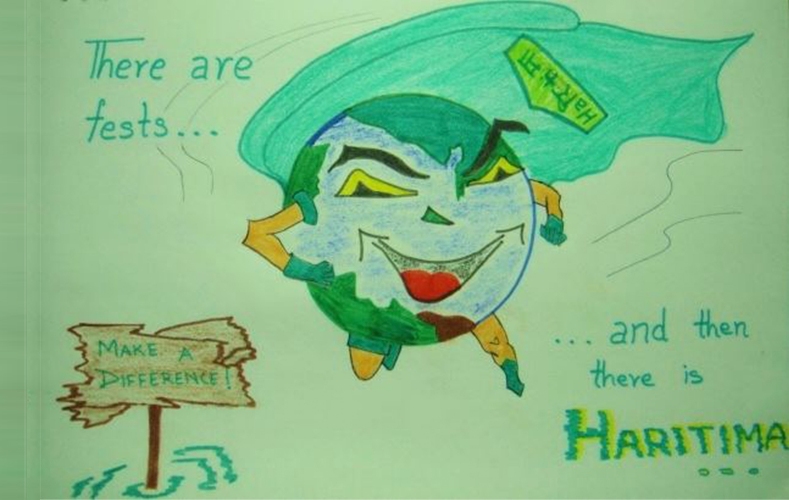 There are
fests...
MAKE A
DIFFERENCE!
... and then
there is
HARITIMA
...